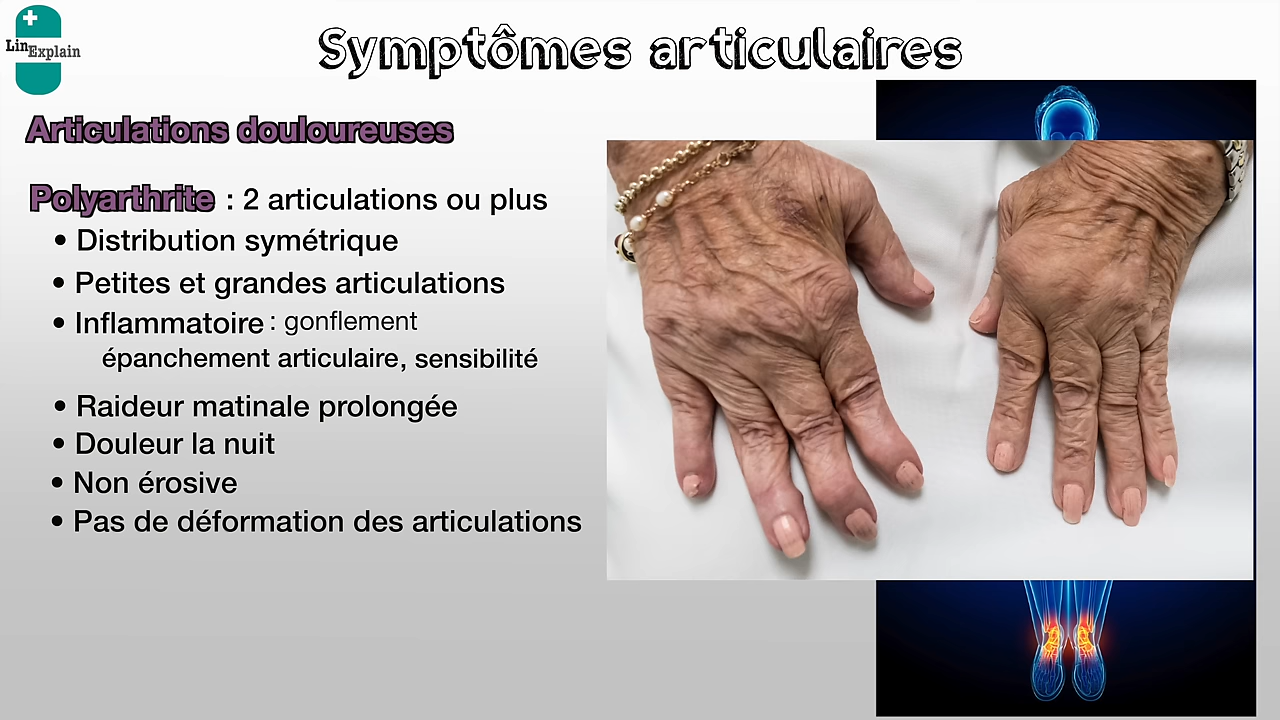 LinExplain
Symptômes articulaires
Articulations douloureuses
Polyarthrite : 2 articulations ou plus
• Distribution symétrique
• Petites et grandes articulations
• Inflammatoire : gonflement
épanchement articulaire, sensibilité
• Raideur matinale prolongée
• Douleur la nuit
• Non érosive
• Pas de déformation des articulations